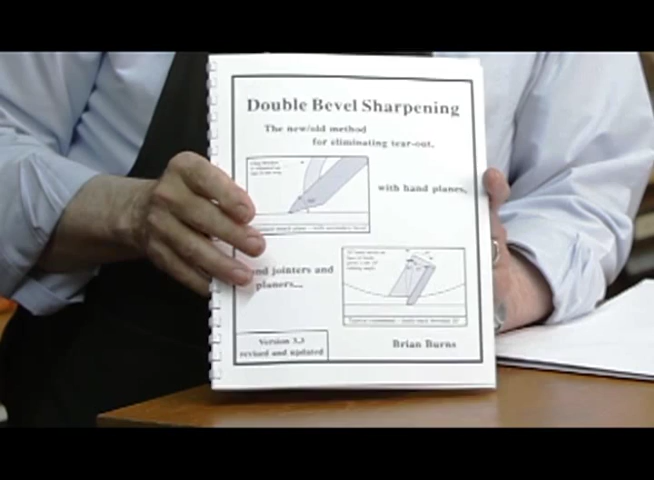 Double Bevel Sharpening
The new/old method
for eliminating tear-out,
with hand planes,
nd jointers and
planers...
Version 3.3
revised and updated
Brian Burns